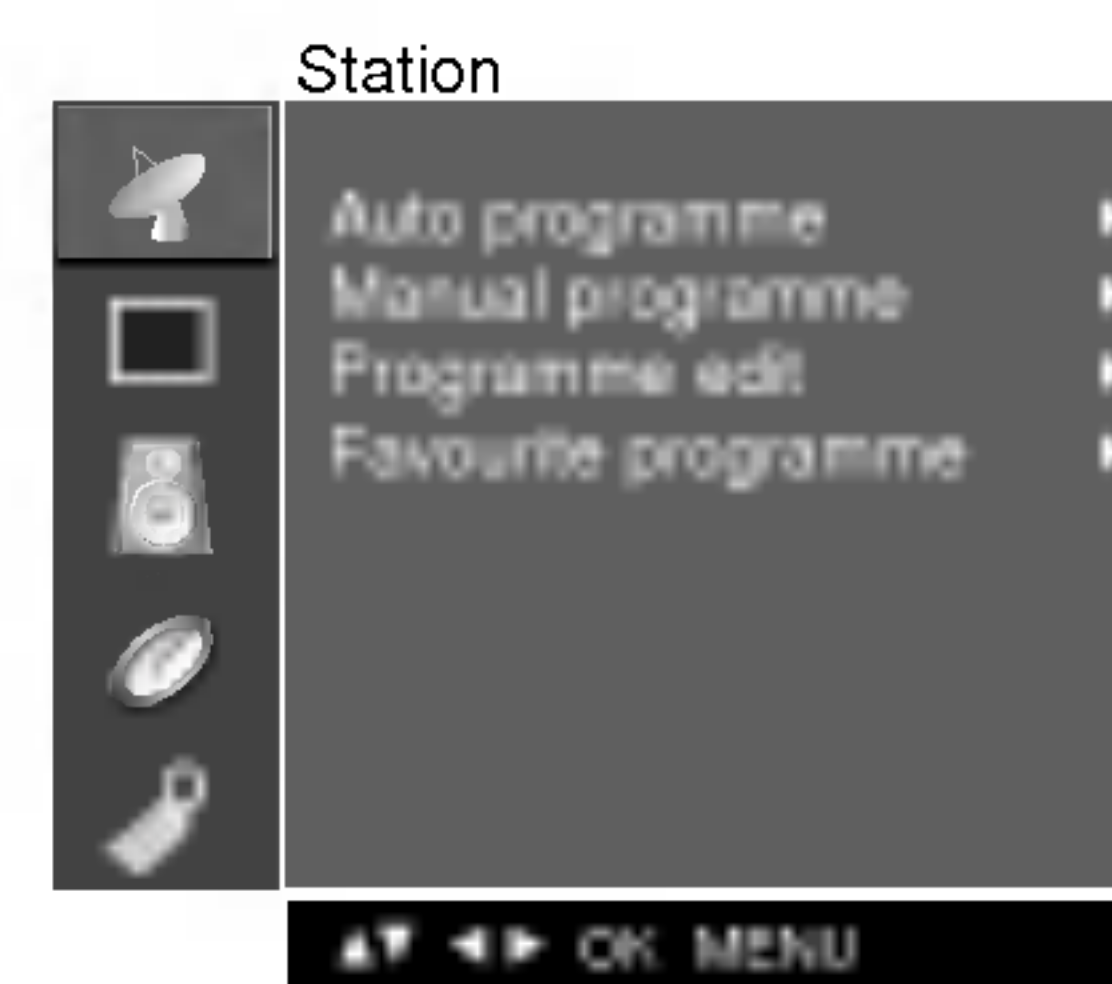 Station
Auto programme
Manual programme
Programme edit
Favourite programme
▲▼ ◀▶ OK MENU